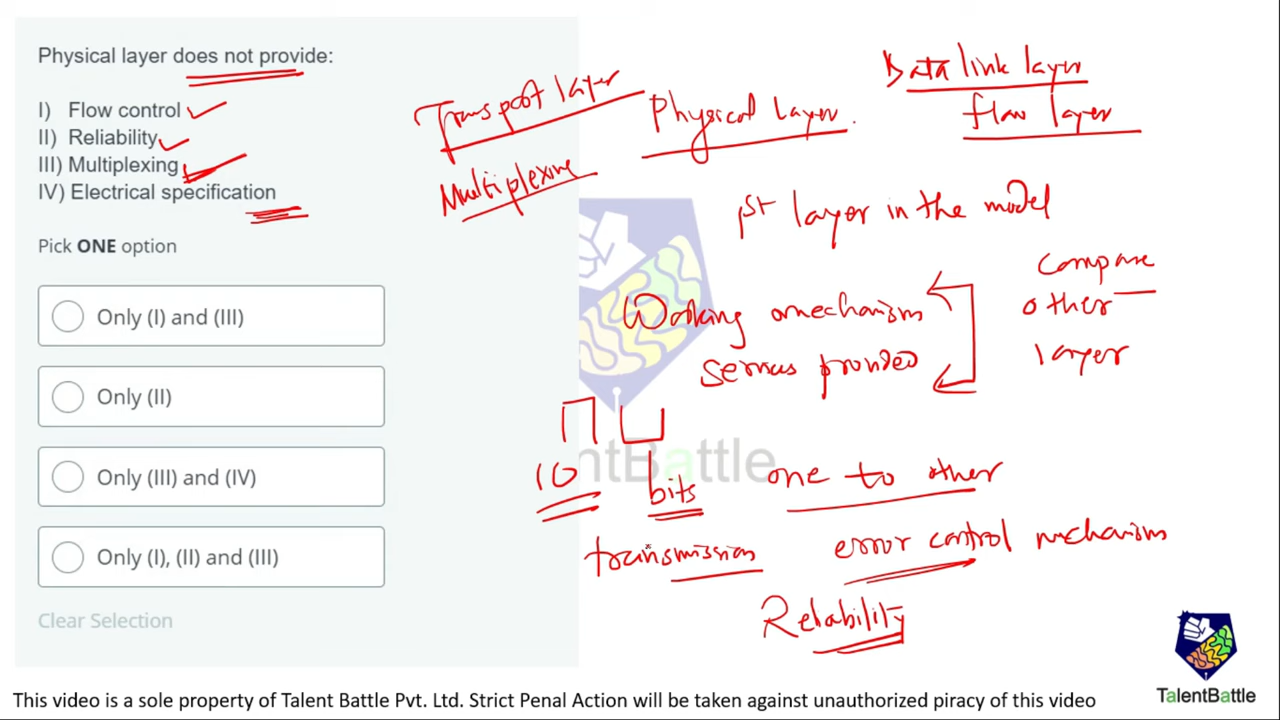 Physical layer does not provide:
I) Flow control
II) Reliability
III) Multiplexing
IV) Electrical specification
Pick ONE option
Only (I) and (III)
Only (II)
Only (III) and (IV)
Only (I), (II) and (III)
Clear Selection
Transport layer
Multiplexing
Physical layer.
Data link layer
flow layer
1st layer in the model
Working mechanism
provided
compare
other
layer
10
bits
one to other
transmission
error control mechanism
Reliability
ntBattle
TalentBattle
This video is a sole property of Talent Battle Pvt. Ltd. Strict Penal Action will be taken against unauthorized piracy of this video